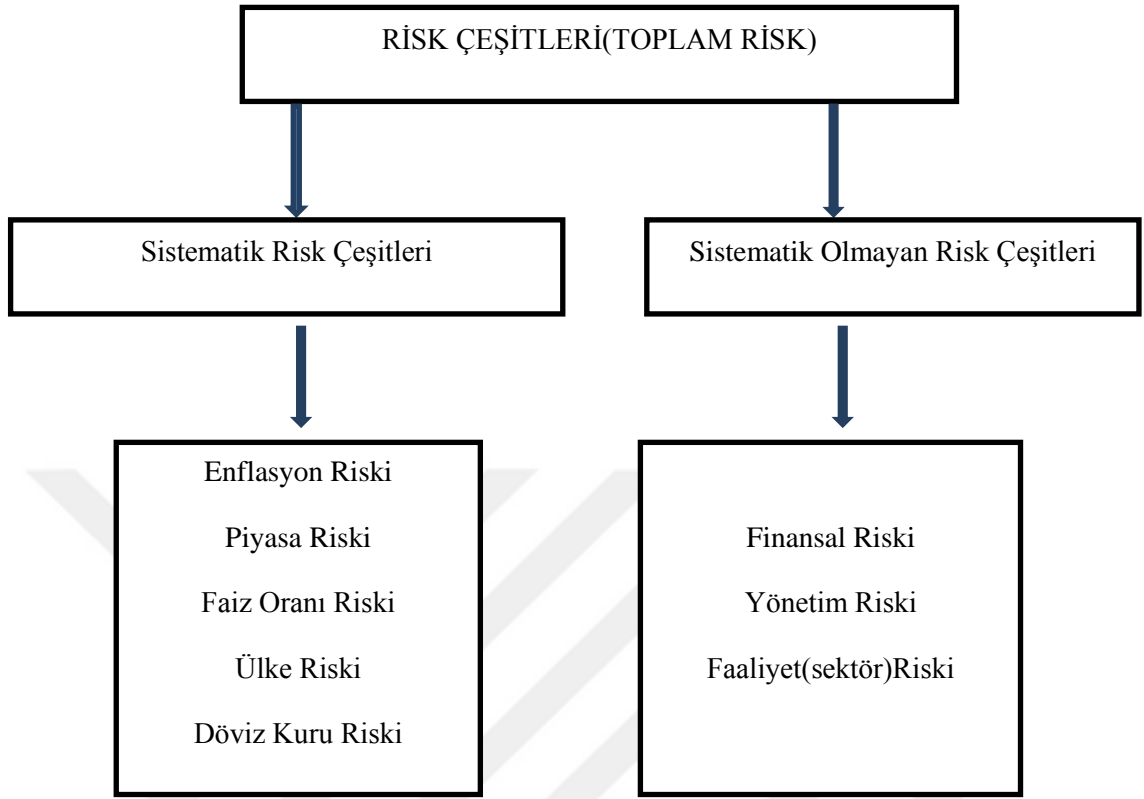 RİSK ÇEŞİTLERİ(TOPLAM RİSK)
Sistematik Risk Çeşitleri
Sistematik Olmayan Risk Çeşitleri
Enflasyon Riski
Piyasa Riski
Faiz Oranı Riski
Ülke Riski
Döviz Kuru Riski
Finansal Riski
Yönetim Riski
Faaliyet(sektör)Riski